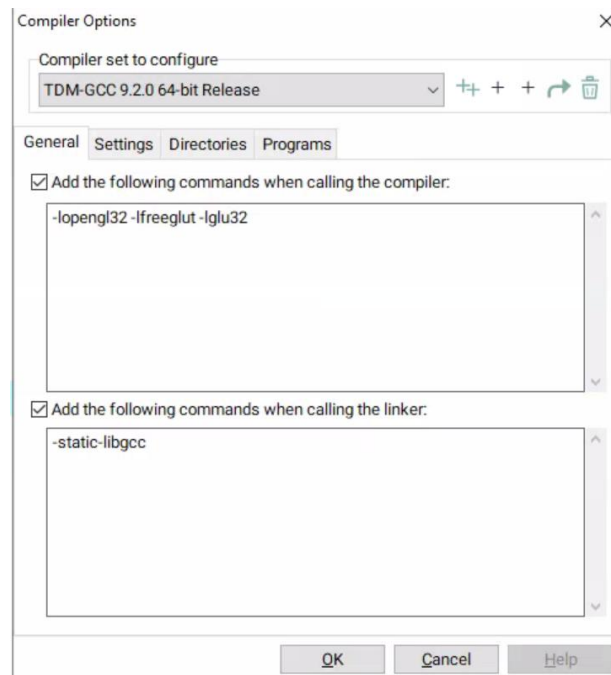 Compiler Options
Compiler set to configure
TDM-GCC 9.2.0 64-bit Release
General Settings Directories Programs
Add the following commands when calling the compiler:
-lopengl32 -lfreeglut -lglu32
Add the following commands when calling the linker:
-static-libgcc
OK Cancel Help